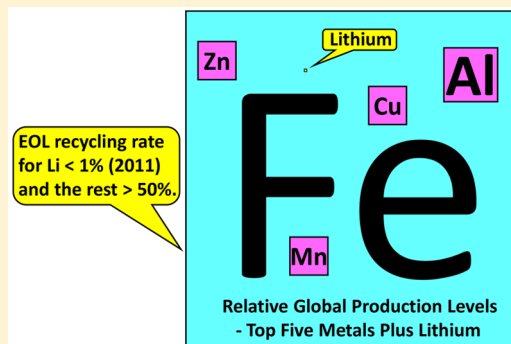 Lithium
Zn
Al
Cu
Fe
EOL recycling rate
for Li < 1% (2011)
and the rest > 50%.
Mn
Relative Global Production Levels
- Top Five Metals Plus Lithium